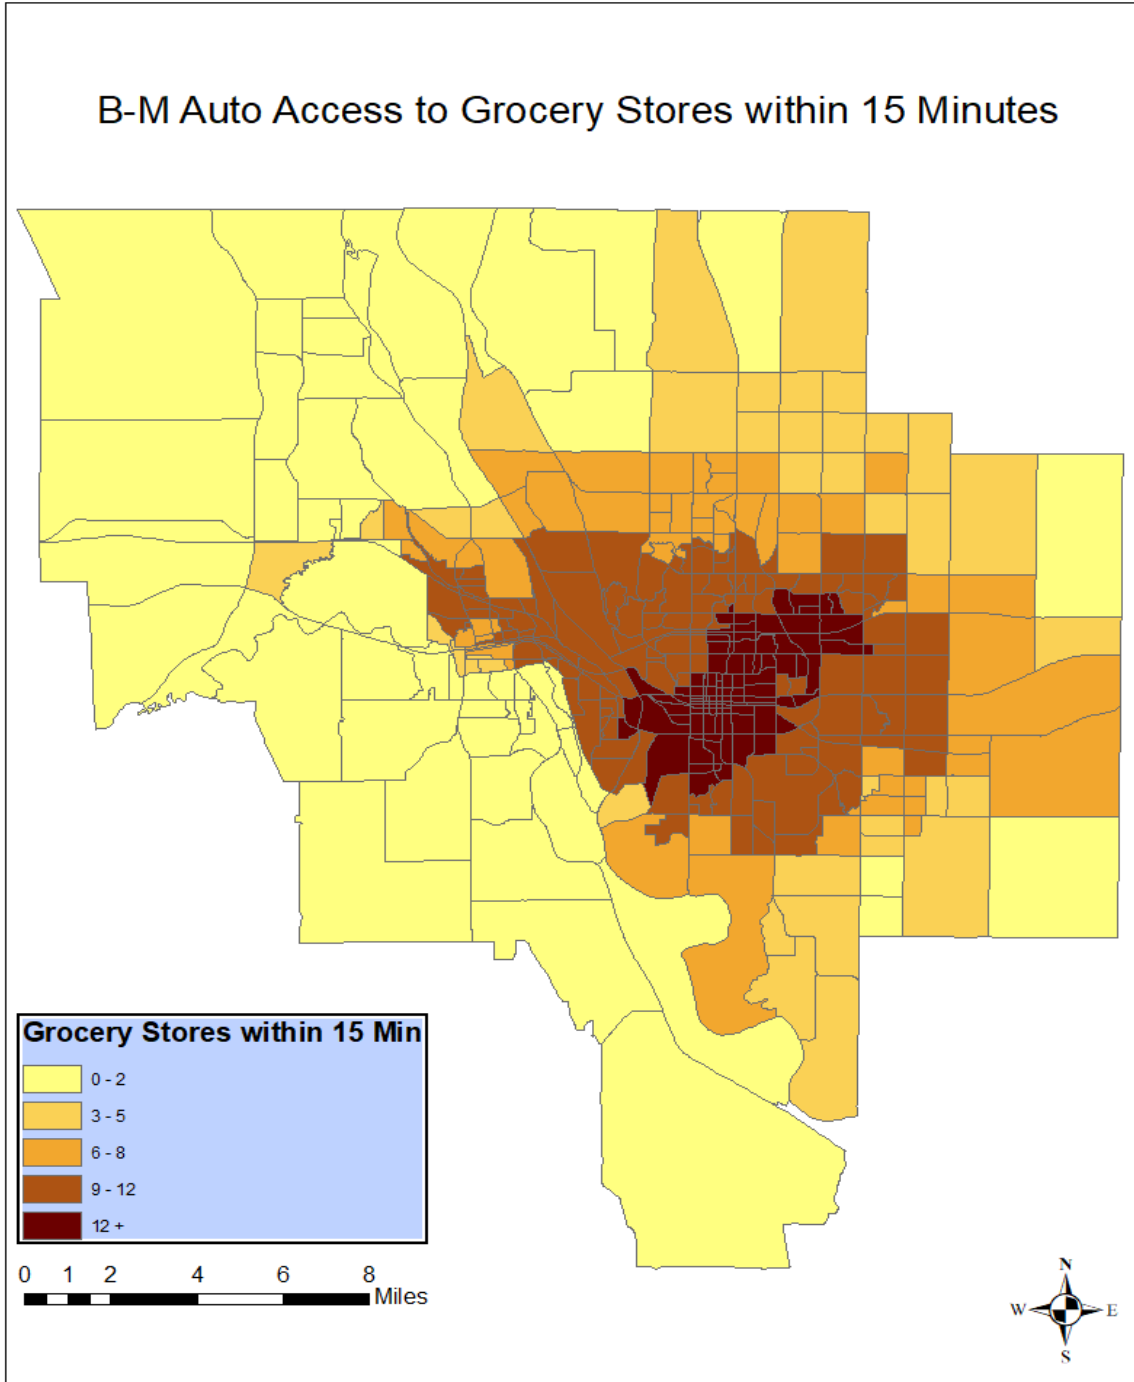 B-M Auto Access to Grocery Stores within 15 Minutes
Grocery Stores within 15 Min
0 - 2
3 - 5
6 - 8
9 - 12
12 +
0 1 2 4 6 8
Miles
N
W E
S